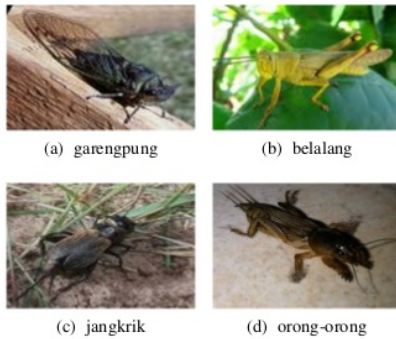 (a) garengpung
(b) belalang
(c) jangkrik
(d) orong-orong